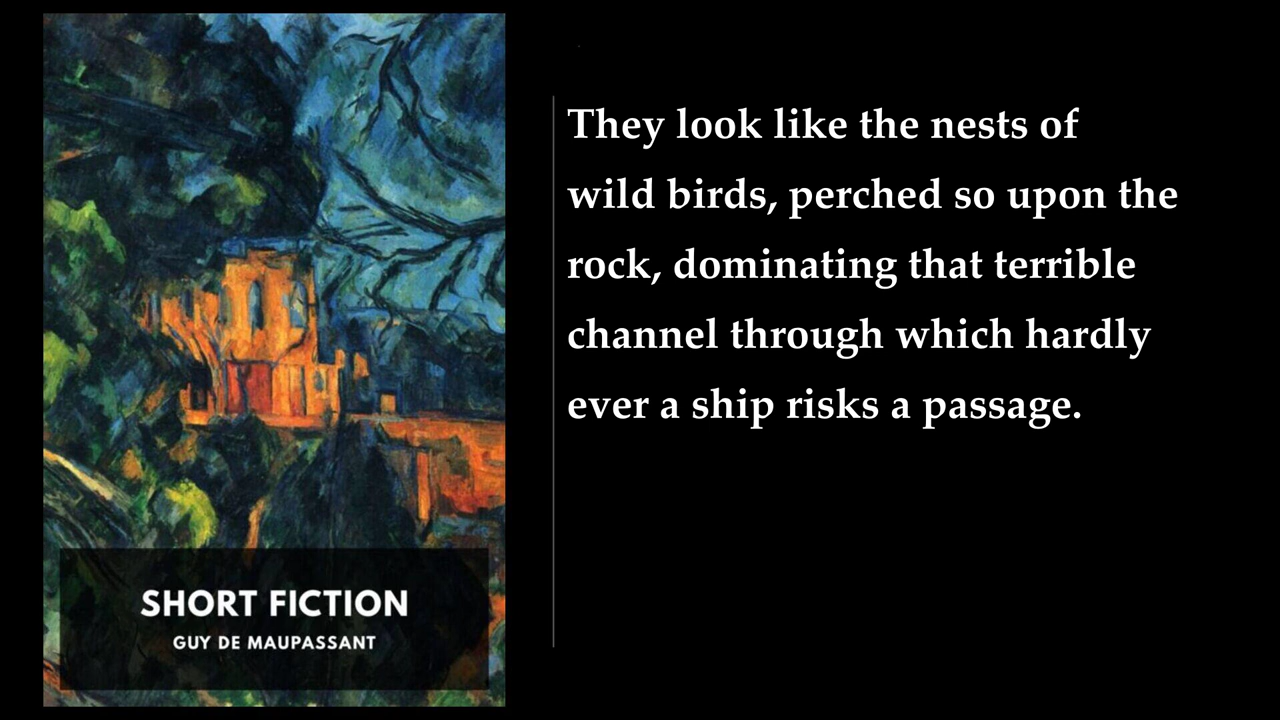 They look like the nests of
wild birds, perched so upon the
rock, dominating that terrible
channel through which hardly
ever a ship risks a passage.
SHORT FICTION
GUY DE MAUPASSANT